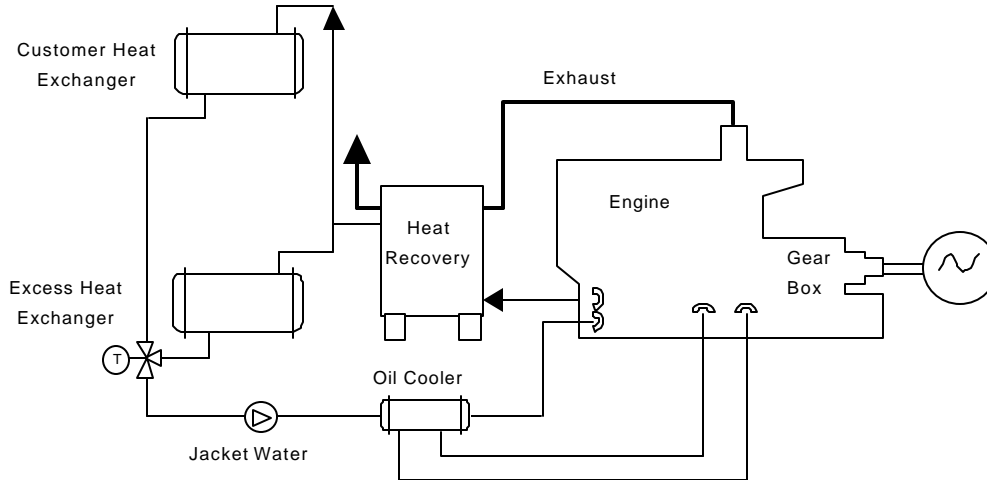 Customer Heat
Exchanger
Exhaust
Engine
Heat
Recovery
Gear
Box
Excess Heat
Exchanger
T
Oil Cooler
Jacket Water